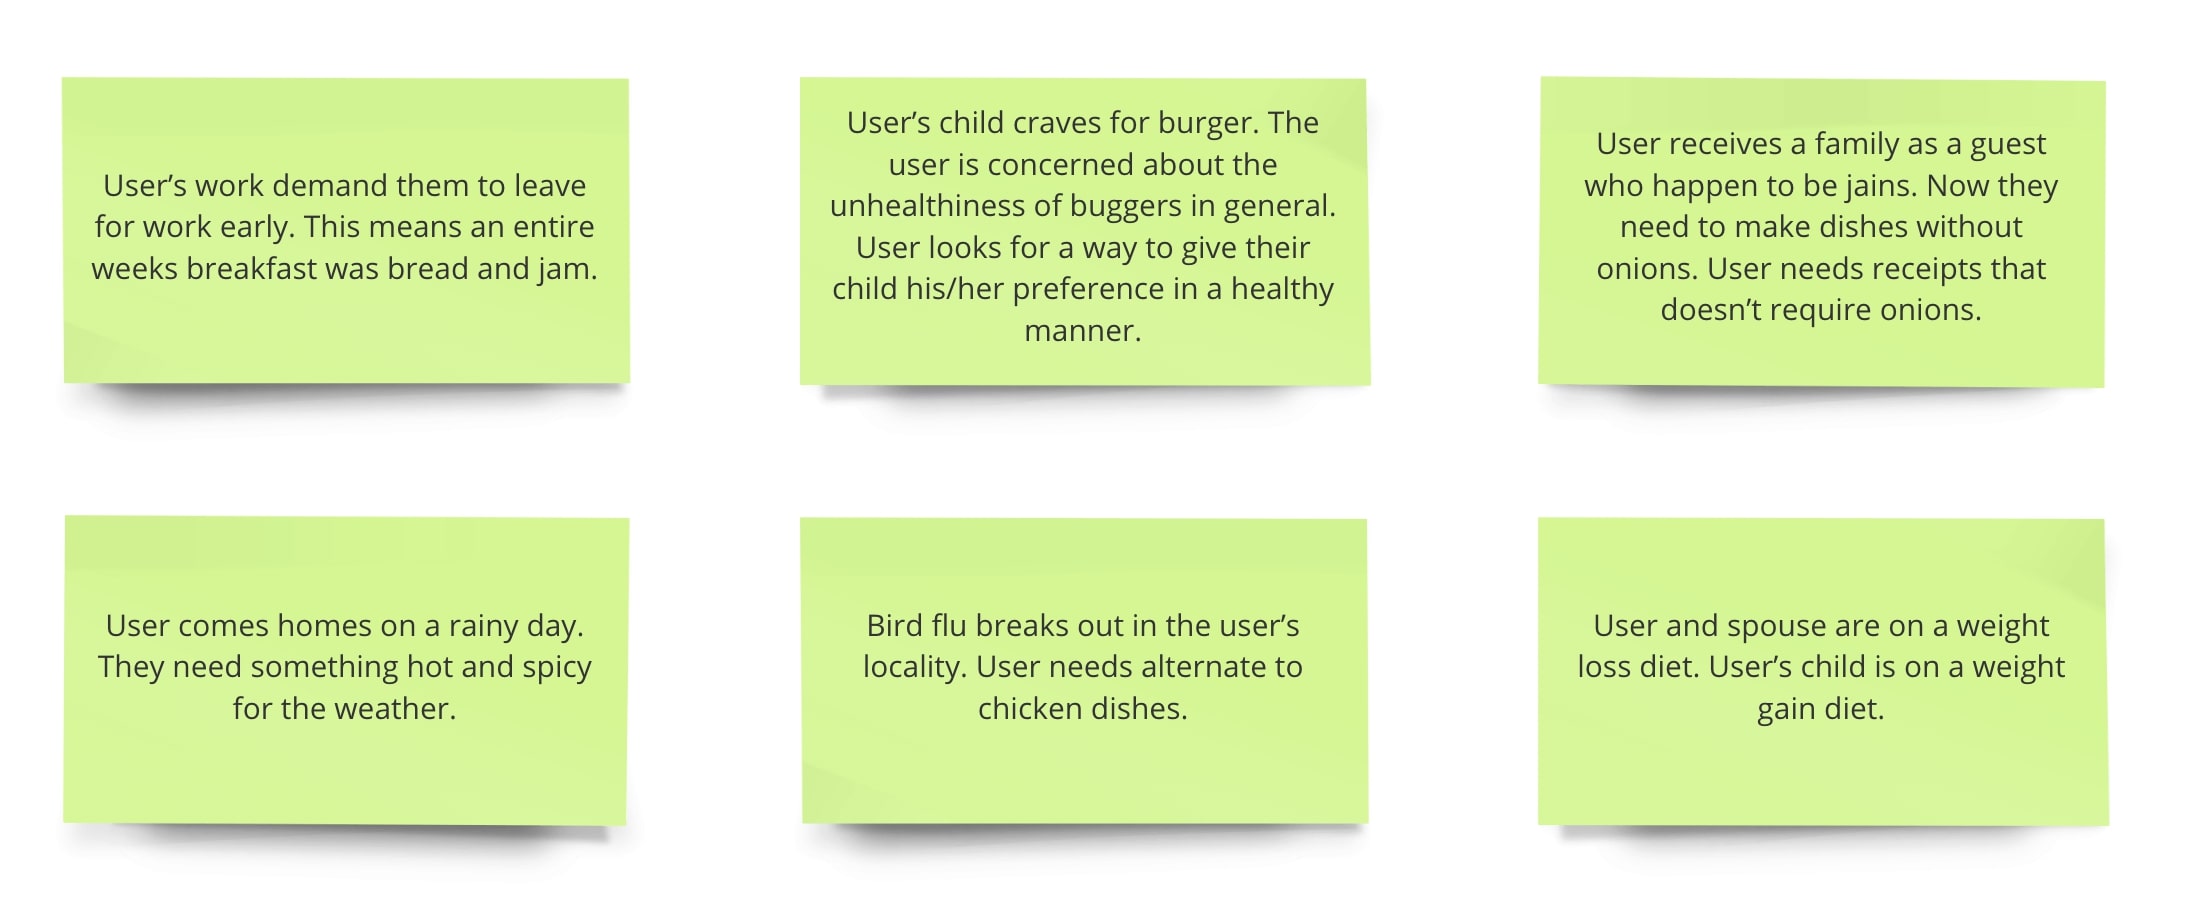 User’s work demand them to leave
for work early. This means an entire
weeks breakfast was bread and jam.
User’s child craves for burger. The
user is concerned about the
unhealthiness of buggers in general.
User looks for a way to give their
child his/her preference in a healthy
manner.
User receives a family as a guest
who happen to be jains. Now they
need to make dishes without
onions. User needs receipts that
doesn’t require onions.
User comes homes on a rainy day.
They need something hot and spicy
for the weather.
Bird flu breaks out in the user’s
locality. User needs alternate to
chicken dishes.
User and spouse are on a weight
loss diet. User’s child is on a weight
gain diet.